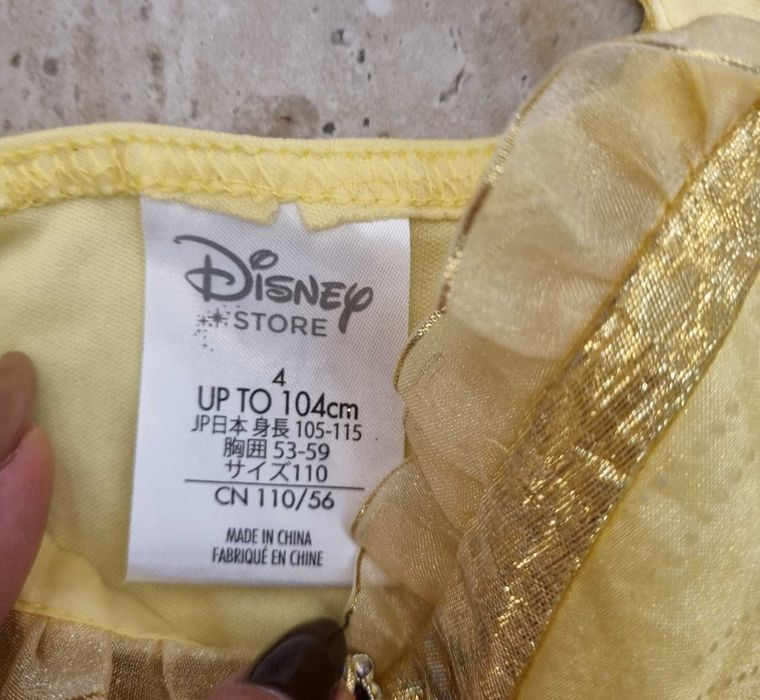 Disney
STORE
4
UP TO 104cm
JP日本 身長 105-115
胸囲 53-59
サイズ110
CN 110/56
MADE IN CHINA
FABRIQUÉ EN CHINE